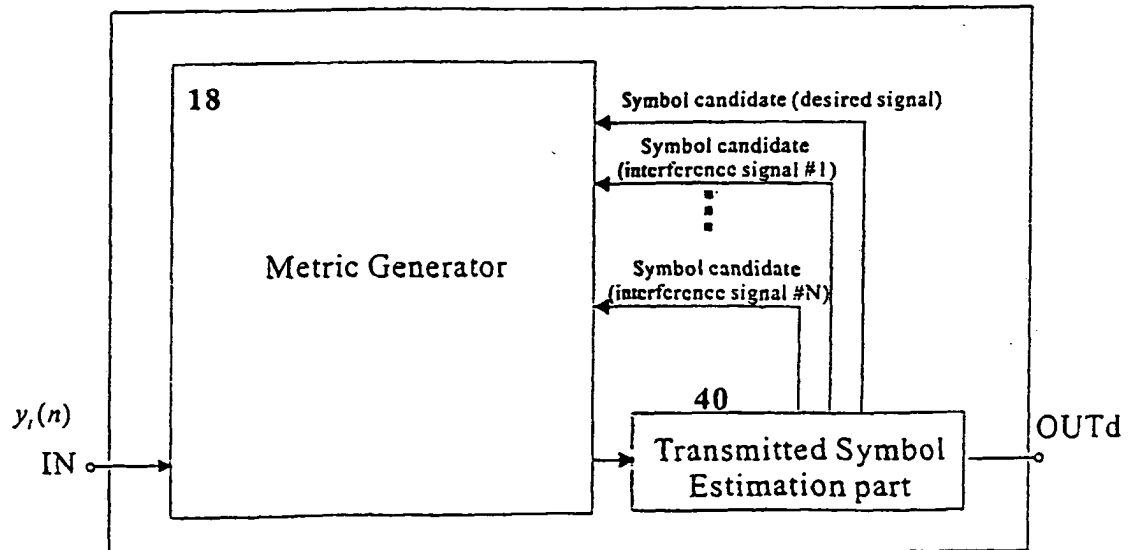 18
Symbol candidate (desired signal)
Symbol candidate
(interference signal #1)
Metric Generator
Symbol candidate
(interference signal #N)
40
y_i(n)
IN
Transmitted Symbol
Estimation part
OUTd